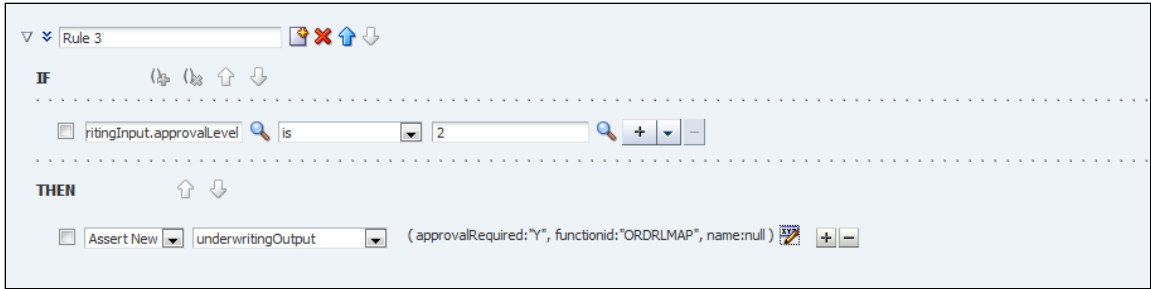 Rule 3
IF
ritingInput.approvalLevel is 2
THEN
Assert New underwritingOutput ( approvalRequired:"Y", functionid:"ORDRLMAP", name:null )